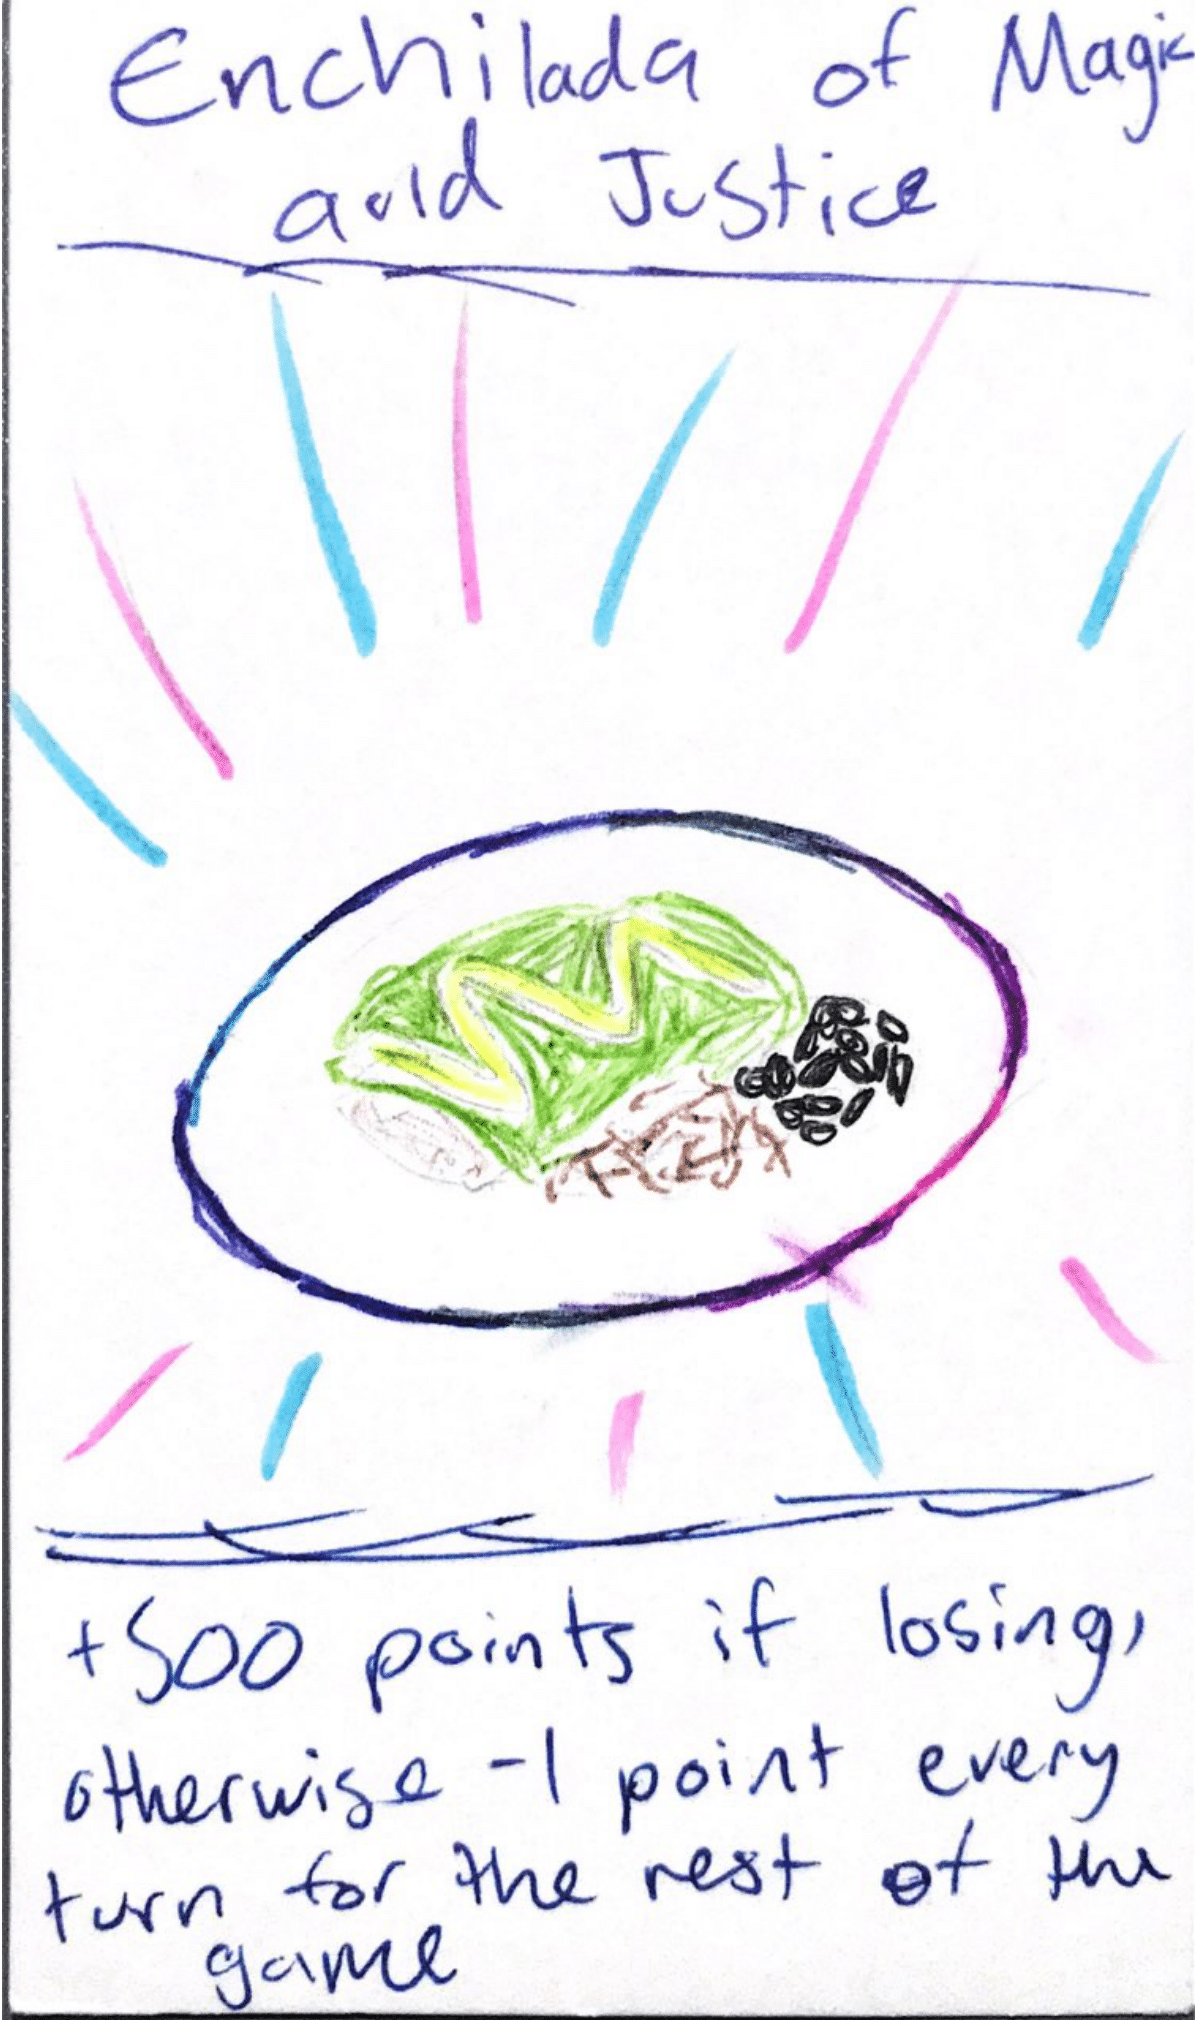 Enchilada of Magic
and Justice
+500 points if losing,
otherwise -1 point every
turn for the rest of the
game